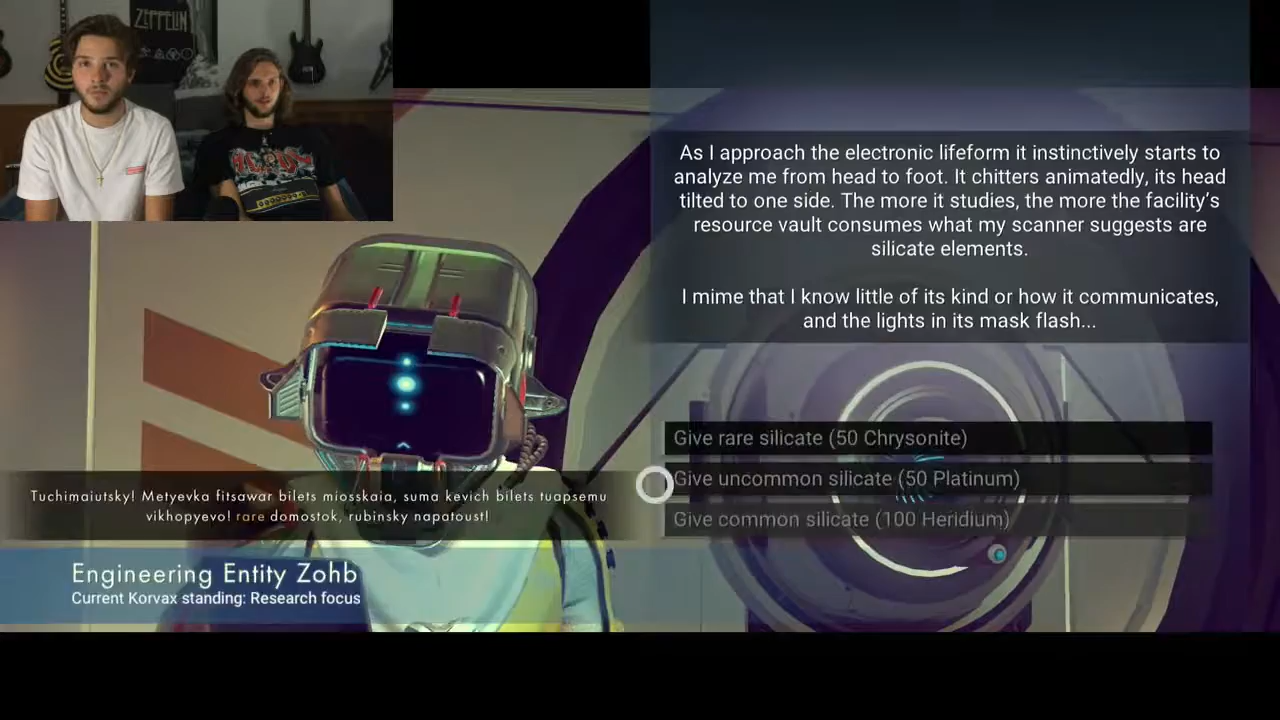 ZEPPELIN
As I approach the electronic lifeform it instinctively starts to
analyze me from head to foot. It chitters animatedly, its head
tilted to one side. The more it studies, the more the facility's
resource vault consumes what my scanner suggests are
silicate elements.
I mime that I know little of its kind or how it communicates,
and the lights in its mask flash...
Give rare silicate (50 Chrysonite)
Give uncommon silicate (50 Platinum)
Give common silicate (100 Heridium)
Tuchimaiutsky! Metyevka fitsawar bilets miosskaia, suma kevich bilets tuapsemu
vikhopyevo! rare domostok, rubinsky napatoust!
Engineering Entity Zohb
Current Korvax standing: Research focus